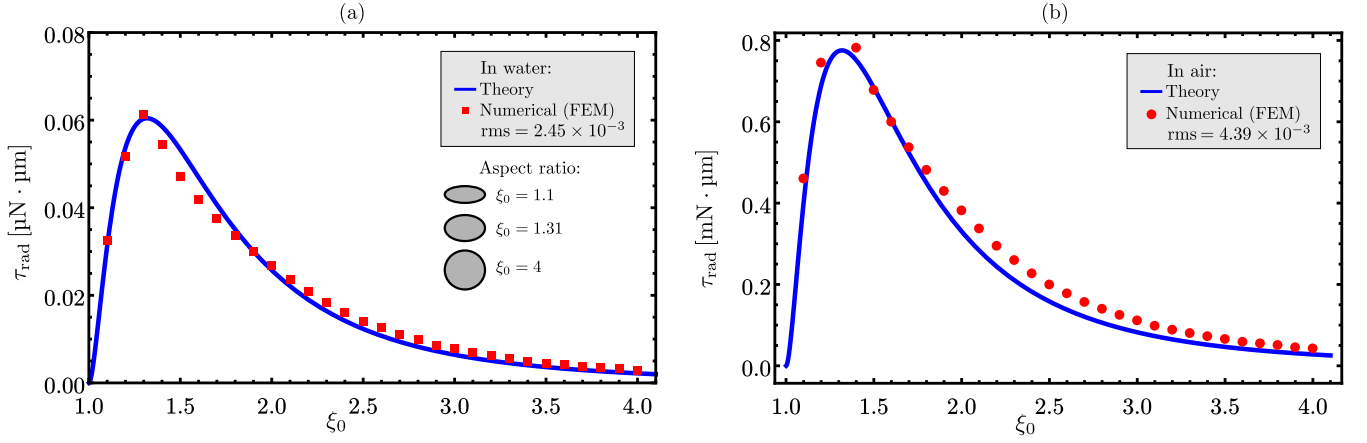 (a)
0.08
0.06
0.04
0.02
0.00
τrad [µN · µm]
In water:
Theory
Numerical (FEM)
rms = 2.45 × 10⁻³
Aspect ratio:
ξ₀ = 1.1
ξ₀ = 1.31
ξ₀ = 4
1.0 1.5 2.0 2.5 3.0 3.5 4.0
ξ₀
(b)
0.8
0.6
0.4
0.2
0.0
τrad [mN · µm]
In air:
Theory
Numerical (FEM)
rms = 4.39 × 10⁻³
1.0 1.5 2.0 2.5 3.0 3.5 4.0
ξ₀